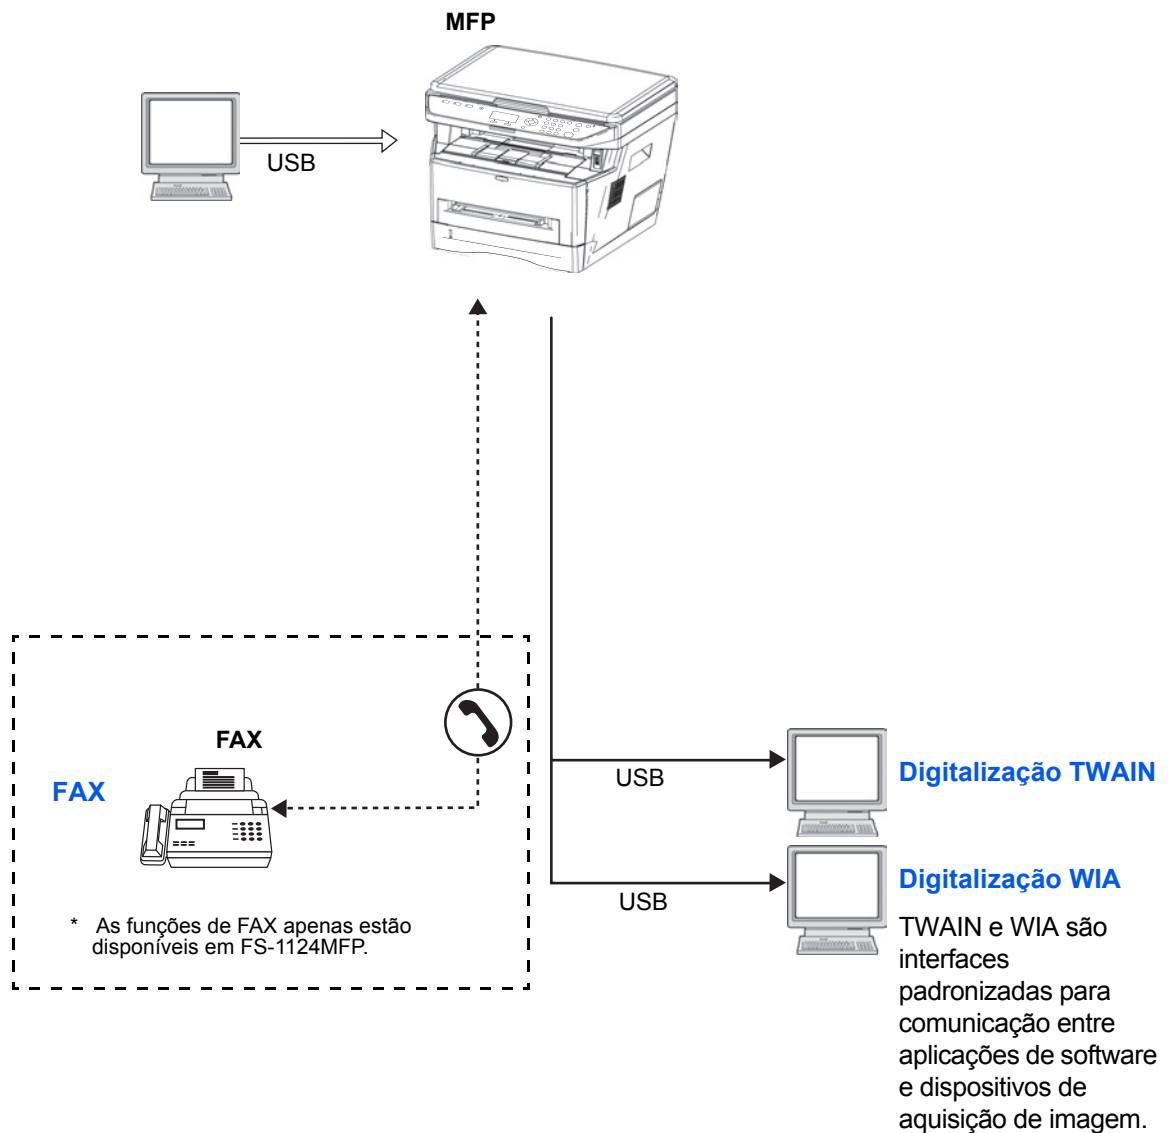 MFP
USB
FAX
FAX
* As funções de FAX apenas estão
disponíveis em FS-1124MFP.
USB
Digitalização TWAIN
USB
Digitalização WIA
TWAIN e WIA são
interfaces
padronizadas para
comunicação entre
aplicações de software
e dispositivos de
aquisição de imagem.